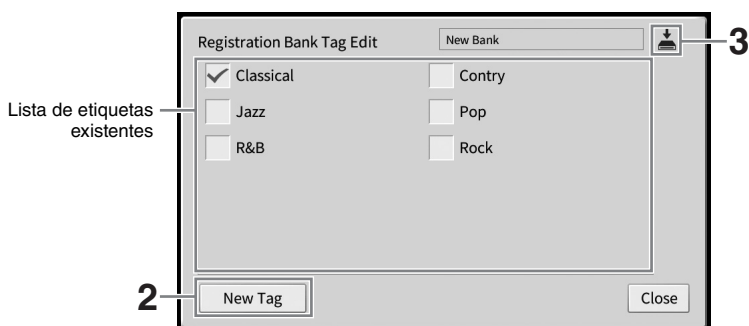 Registration Bank Tag Edit
New Bank
3
Classical
Contry
Lista de etiquetas
existentes
Jazz
Pop
R&B
Rock
2
New Tag
Close